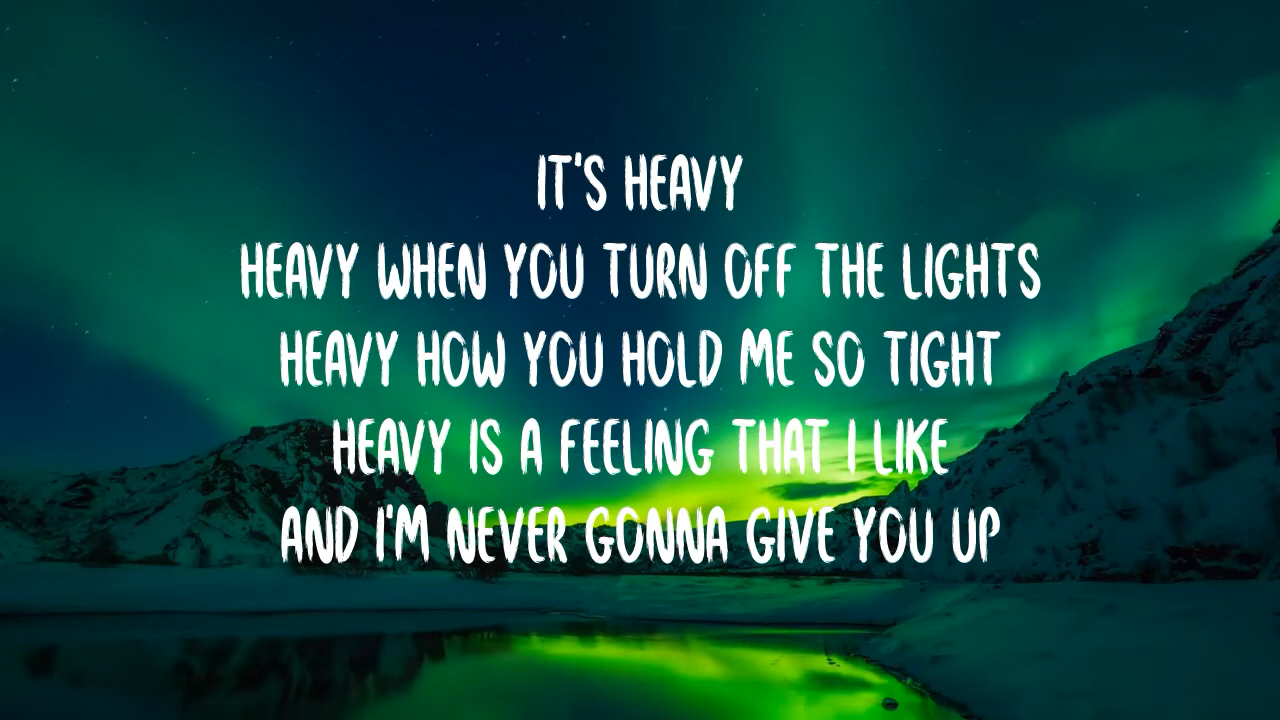 IT'S HEAVY
HEAVY WHEN YOU TURN OFF THE LIGHTS
HEAVY HOW YOU HOLD ME SO TIGHT
HEAVY IS A FEELING THAT I LIKE
AND I'M NEVER GONNA GIVE YOU UP